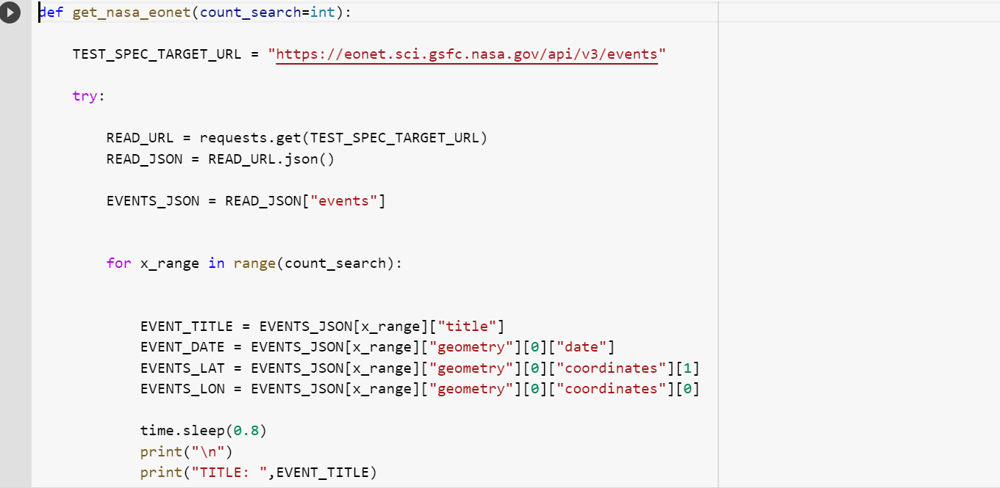 def get_nasa_eonet(count_search=int):
TEST_SPEC_TARGET_URL = "https://eonet.sci.gsfc.nasa.gov/api/v3/events"
try:
READ_URL = requests.get(TEST_SPEC_TARGET_URL)
READ_JSON = READ_URL.json()
EVENTS_JSON = READ_JSON["events"]
for x_range in range(count_search):
EVENT_TITLE = EVENTS_JSON[x_range]["title"]
EVENT_DATE = EVENTS_JSON[x_range]["geometry"][0]["date"]
EVENTS_LAT = EVENTS_JSON[x_range]["geometry"][0]["coordinates"][1]
EVENTS_LON = EVENTS_JSON[x_range]["geometry"][0]["coordinates"][0]
time.sleep(0.8)
print("\n")
print("TITLE: ",EVENT_TITLE)